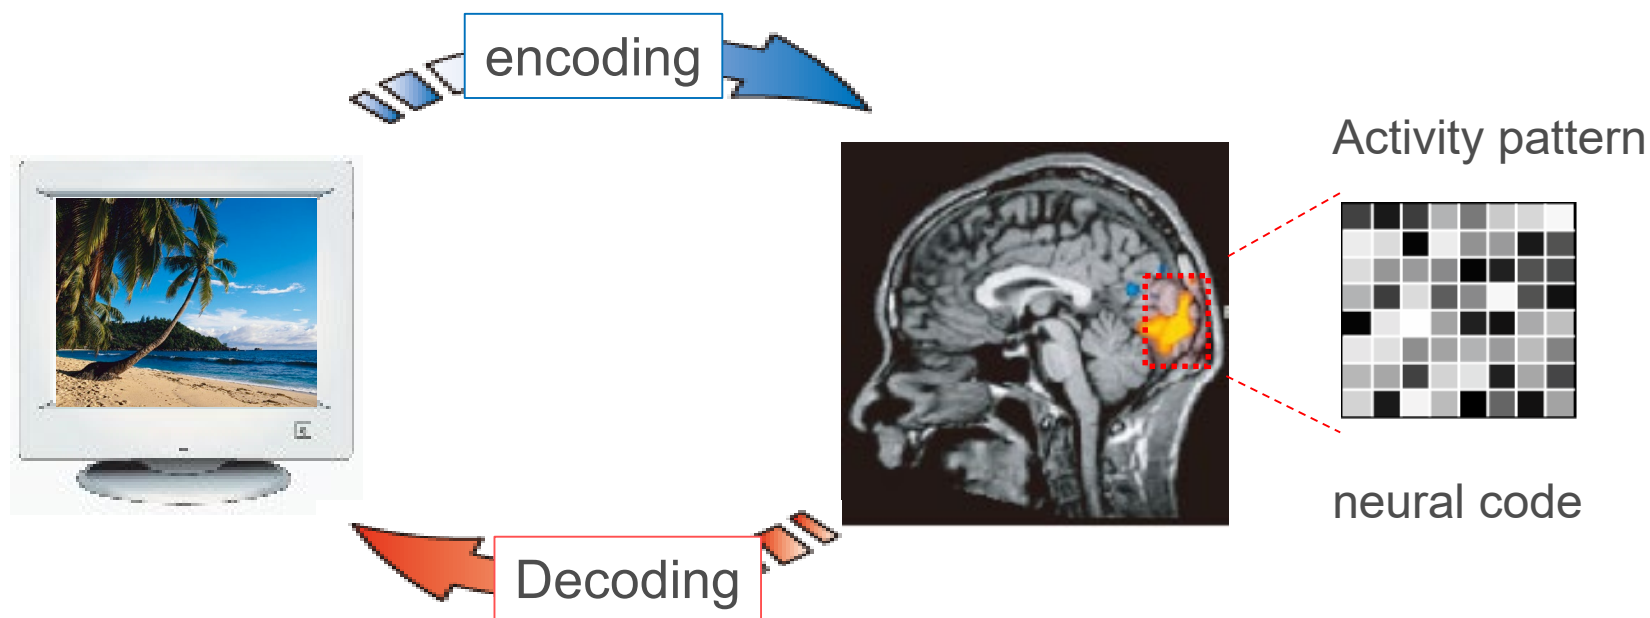 encoding
Activity pattern
neural code
Decoding